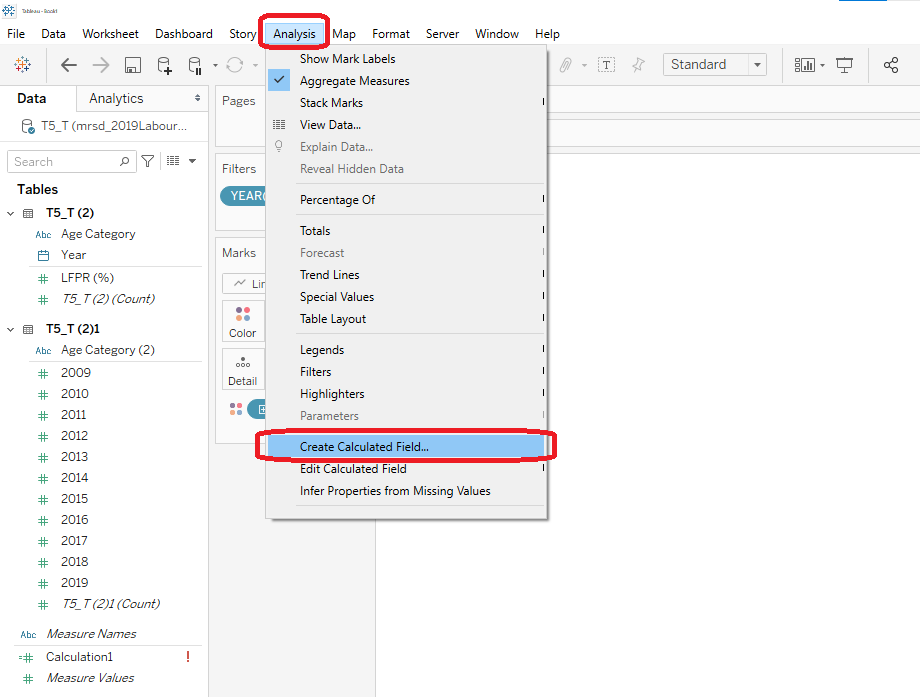 Tableau - Book1
File Data Worksheet Dashboard Story Analysis Map Format Server Window Help
Standard
Data Analytics
T5_T (mrsd_2019Labour...
Search
Tables
T5_T (2)
Abc Age Category
Year
LFPR (%)
T5_T (2) (Count)
T5_T (2)1
Abc Age Category (2)
2009
2010
2011
2012
2013
2014
2015
2016
2017
2018
2019
T5_T (2)1 (Count)
Abc Measure Names
Calculation1 !
Measure Values
Pages
Filters
YEAR(
Marks
Lin
Color
Detail
Show Mark Labels
Aggregate Measures
Stack Marks
View Data...
Explain Data...
Reveal Hidden Data
Percentage Of
Totals
Forecast
Trend Lines
Special Values
Table Layout
Legends
Filters
Highlighters
Parameters
Create Calculated Field...
Edit Calculated Field
Infer Properties from Missing Values